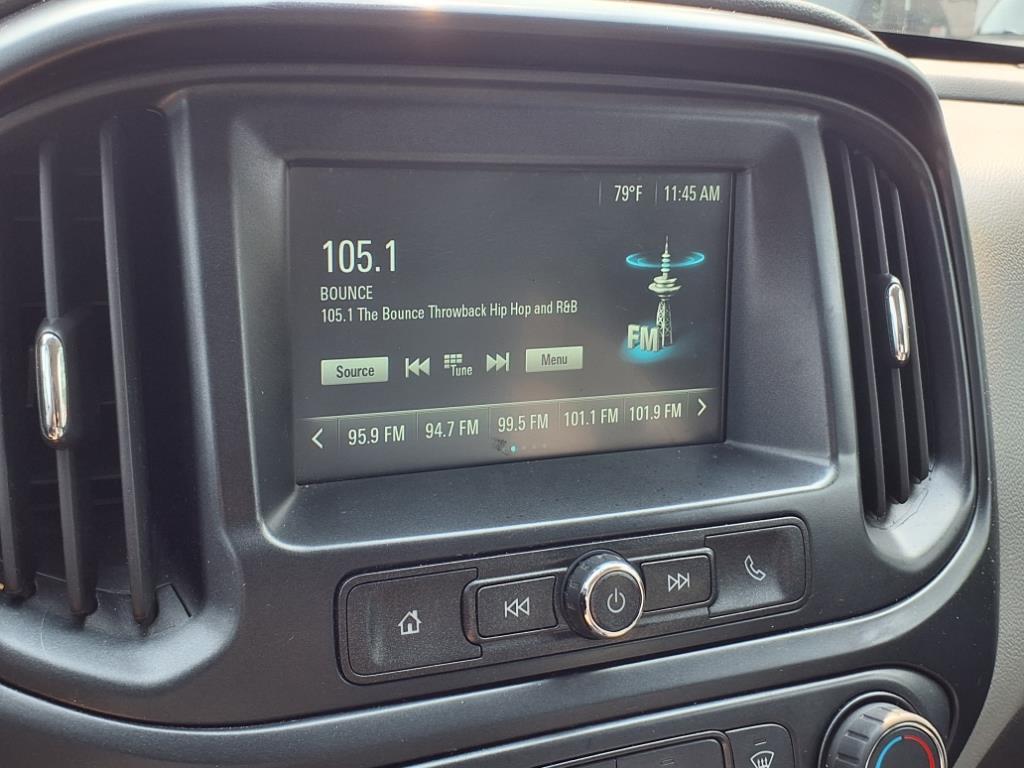 79°F 11:45 AM
105.1
BOUNCE
105.1 The Bounce Throwback Hip Hop and R&B
FM
Source Tune Menu
95.9 FM 94.7 FM 99.5 FM 101.1 FM 101.9 FM